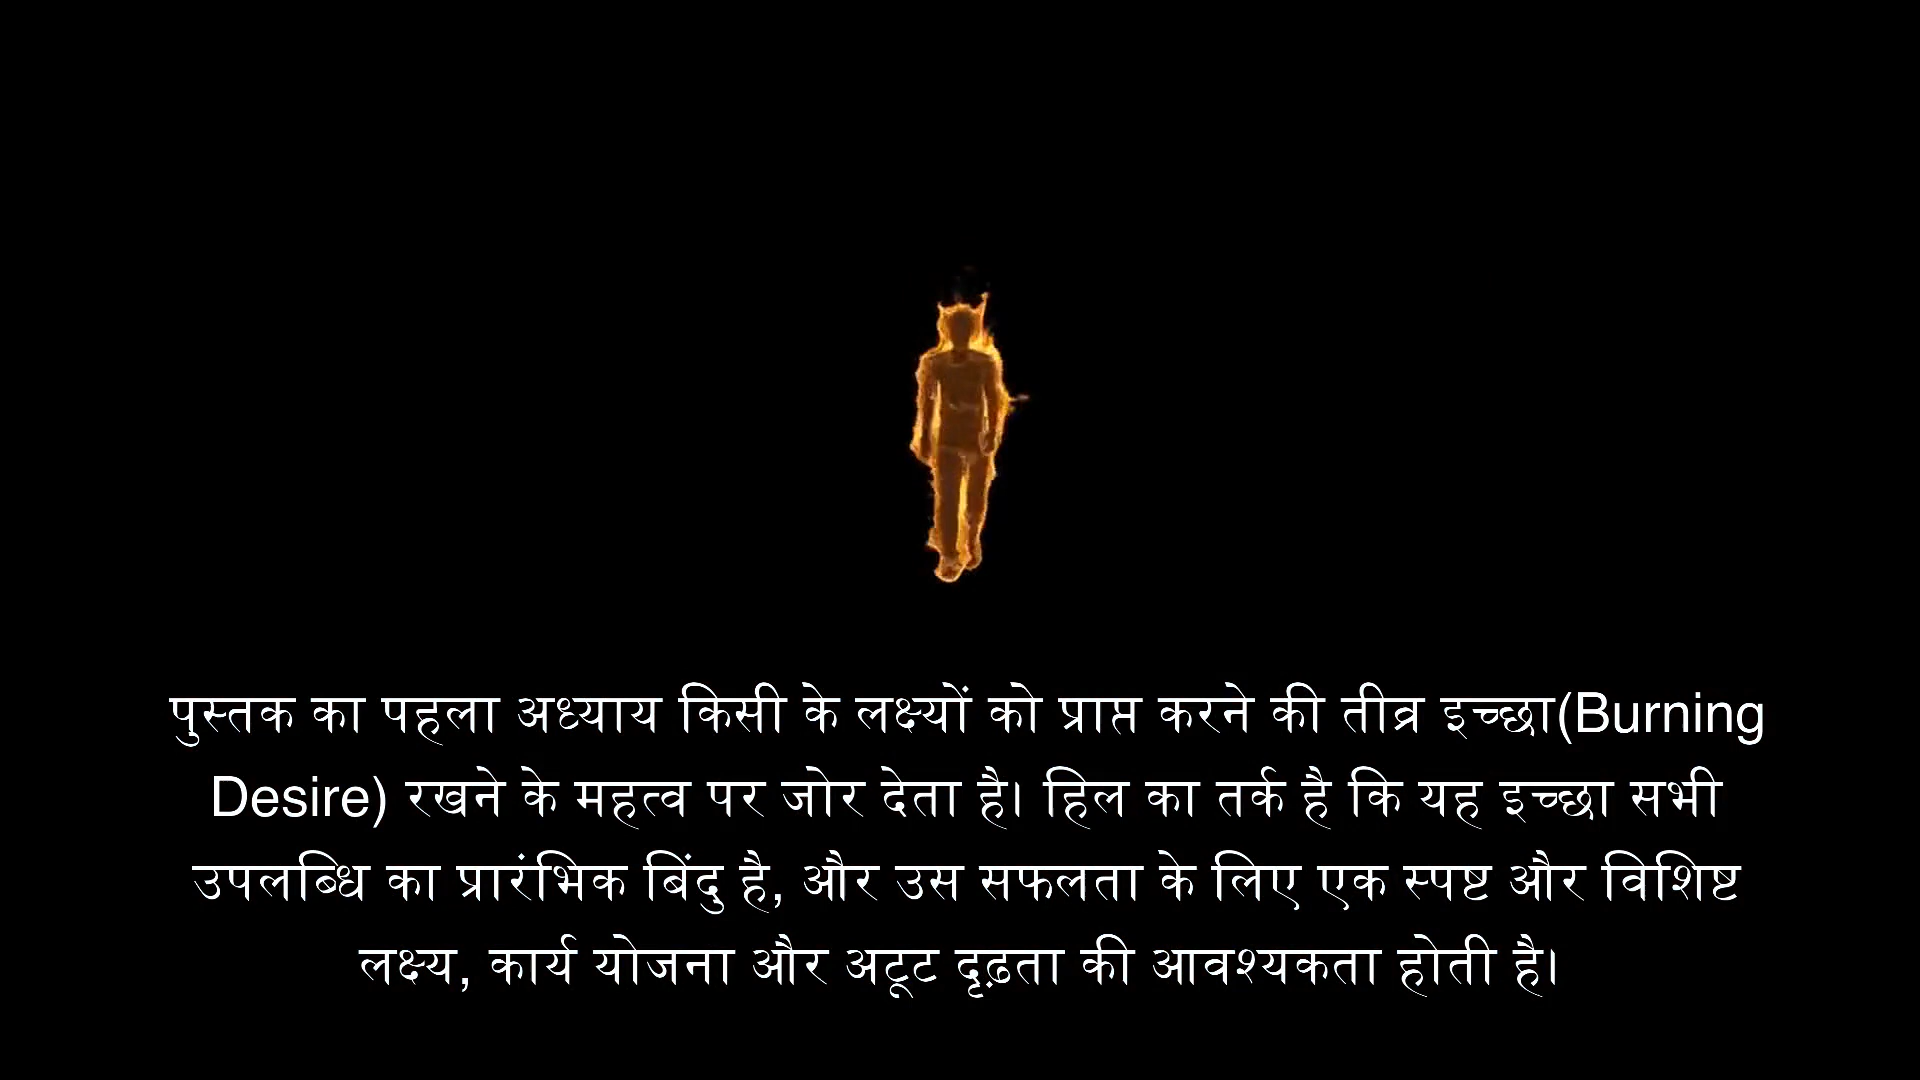 पुस्तक का पहला अध्याय किसी के लक्ष्यों को प्राप्त करने की तीव्र इच्छा(Burning
Desire) रखने के महत्व पर जोर देता है। हिल का तर्क है कि यह इच्छा सभी
उपलब्धि का प्रारंभिक बिंदु है, और उस सफलता के लिए एक स्पष्ट और विशिष्ट
लक्ष्य, कार्य योजना और अटूट दृढ़ता की आवश्यकता होती है।